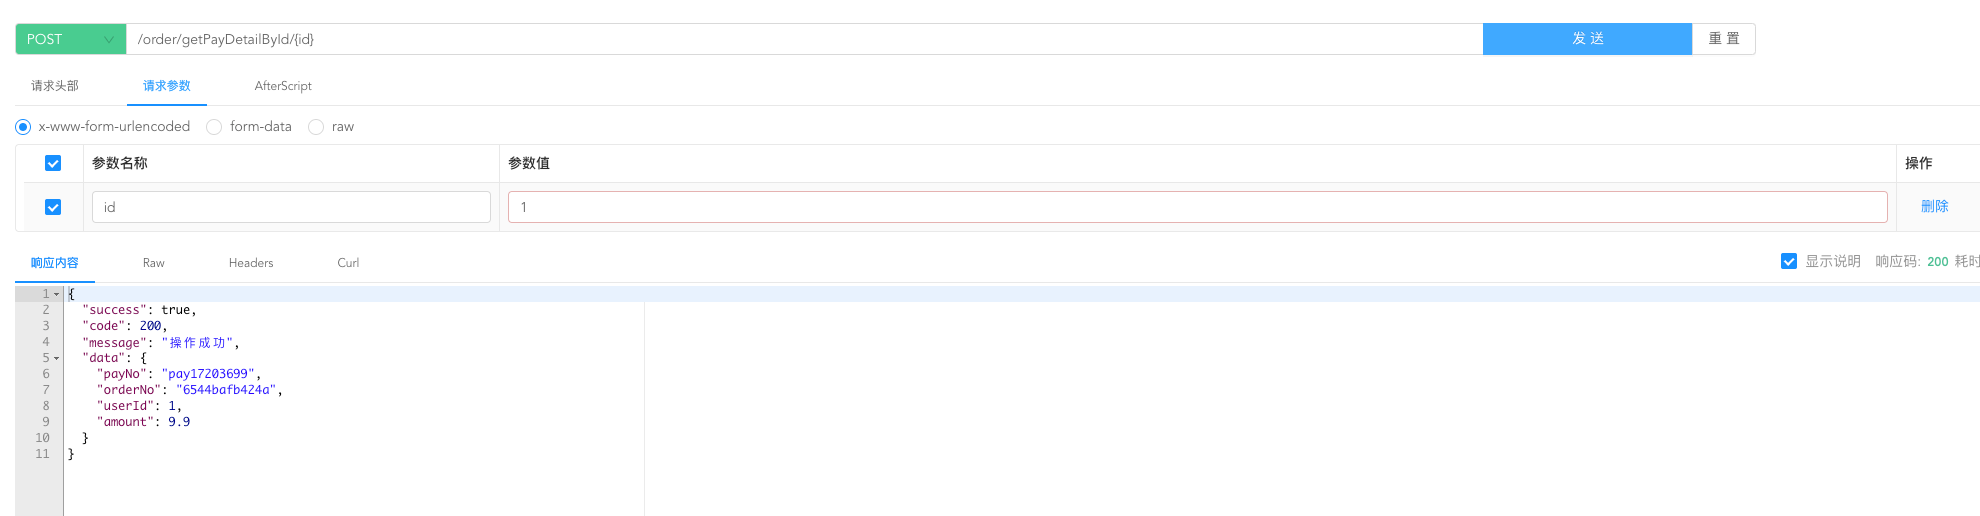 POST /order/getPayDetailById/{id} 发 送 重 置
请求头部 请求参数 AfterScript
x-www-form-urlencoded form-data raw
参数名称 参数值 操作
id 1 删除
响应内容 Raw Headers Curl 显示说明 响应码: 200 耗时
1 {
2 "success": true,
3 "code": 200,
4 "message": "操作成功",
5 "data": {
6 "payNo": "pay17203699",
7 "orderNo": "6544bafb424a",
8 "userId": 1,
9 "amount": 9.9
10 }
11 }